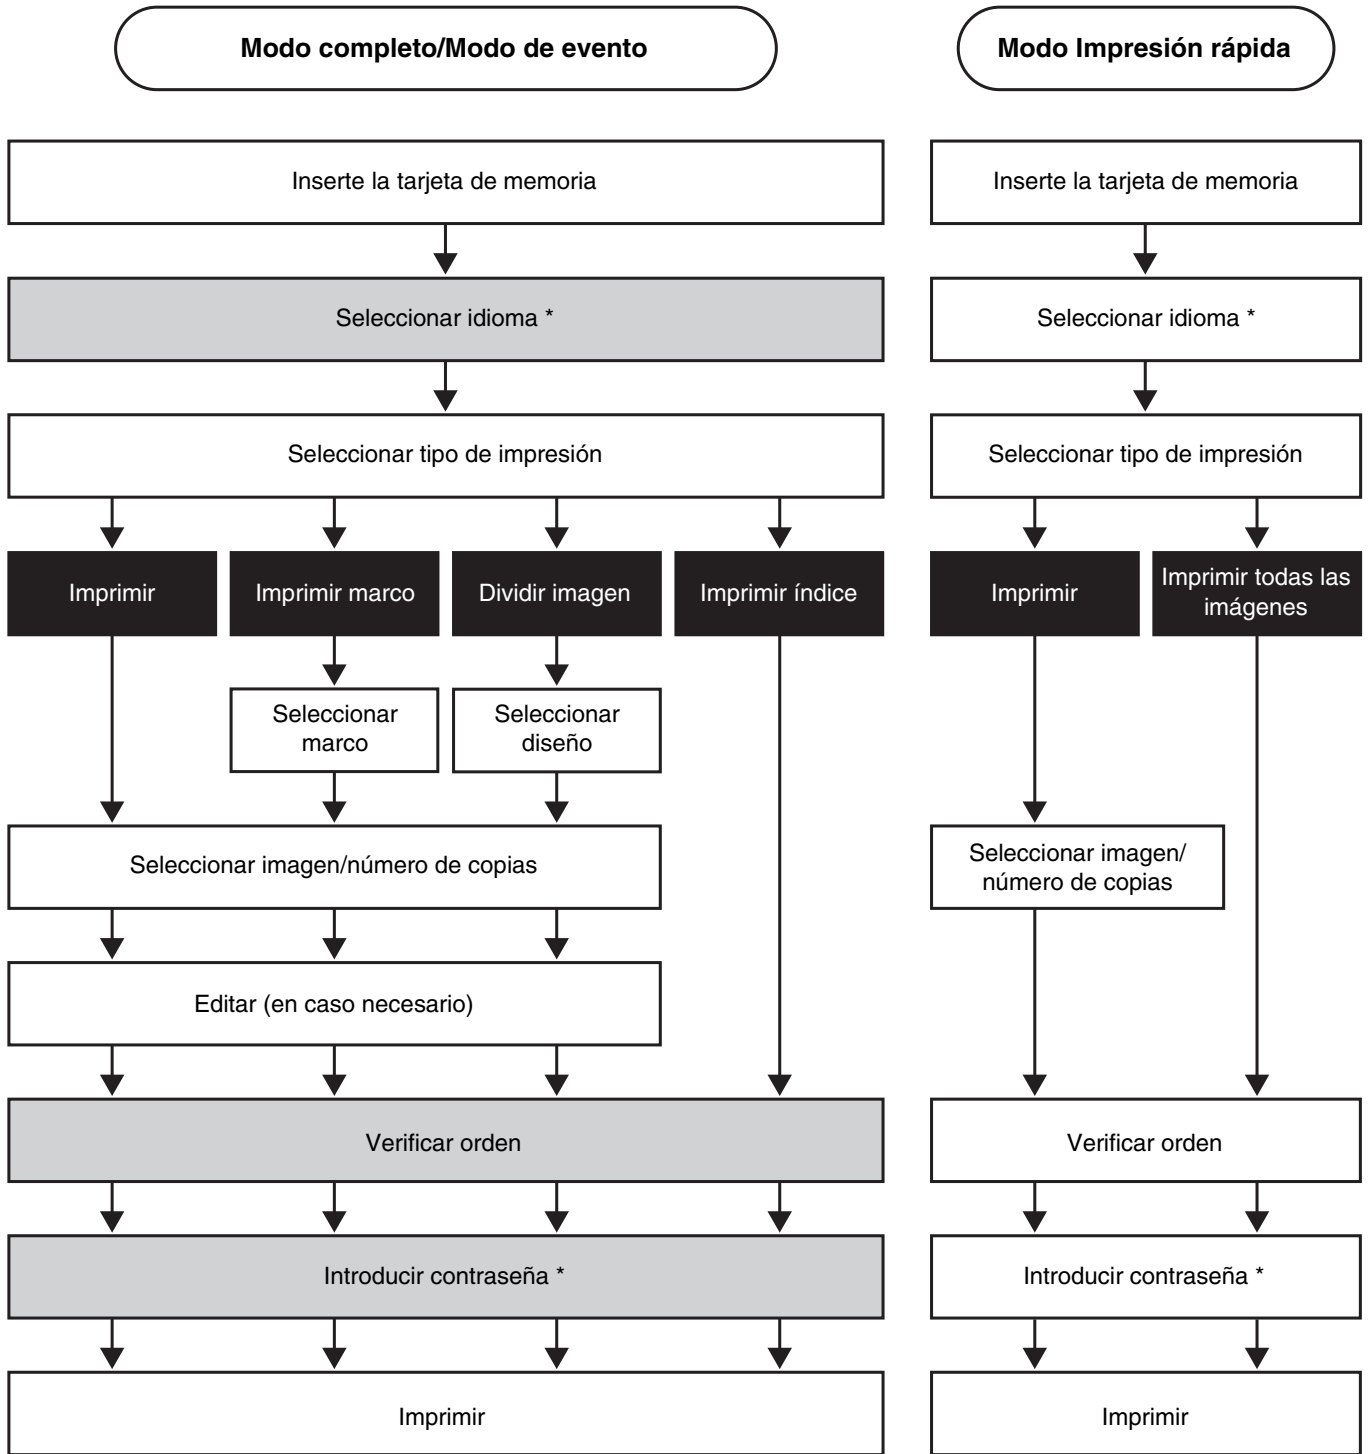 Modo completo/Modo de evento
Modo Impresión rápida
Inserte la tarjeta de memoria
Inserte la tarjeta de memoria
Seleccionar idioma *
Seleccionar idioma *
Seleccionar tipo de impresión
Seleccionar tipo de impresión
Imprimir
Imprimir marco
Dividir imagen
Imprimir índice
Imprimir
Imprimir todas las
imágenes
Seleccionar
marco
Seleccionar
diseño
Seleccionar imagen/número de copias
Seleccionar imagen/
número de copias
Editar (en caso necesario)
Verificar orden
Verificar orden
Introducir contraseña *
Introducir contraseña *
Imprimir
Imprimir